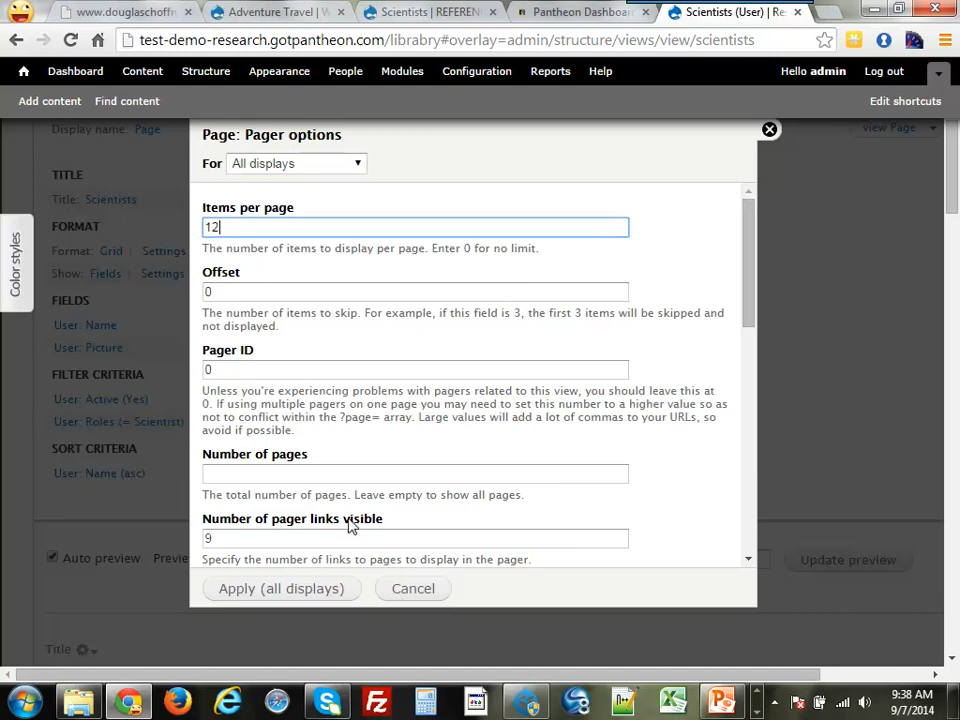 www.douglaschoffn
Adventure Travel | W
Scientists | REFEREN
Pantheon Dashboar
Scientists (User) | Re
test-demo-research.gotpantheon.com/librabry#overlay=admin/structure/views/view/scientists
Dashboard Content Structure Appearance People Modules Configuration Reports Help Hello admin Log out
Add content Find content Edit shortcuts
Display name: Page
view Page
TITLE
Title: Scientists
FORMAT
Format: Grid Settings
Show: Fields Settings
FIELDS
User: Name
User: Picture
FILTER CRITERIA
User: Active (Yes)
User: Roles (= Scientist)
SORT CRITERIA
User: Name (asc)
Color styles
Page: Pager options
For All displays
Items per page
12
The number of items to display per page. Enter 0 for no limit.
Offset
0
The number of items to skip. For example, if this field is 3, the first 3 items will be skipped and
not displayed.
Pager ID
0
Unless you're experiencing problems with pagers related to this view, you should leave this at
0. If using multiple pagers on one page you may need to set this number to a higher value so as
not to conflict within the ?page= array. Large values will add a lot of commas to your URLs, so
avoid if possible.
Number of pages
The total number of pages. Leave empty to show all pages.
Number of pager links visible
9
Specify the number of links to pages to display in the pager.
Apply (all displays) Cancel
Auto preview Previe
Update preview
Title
9:38 AM
9/7/2014